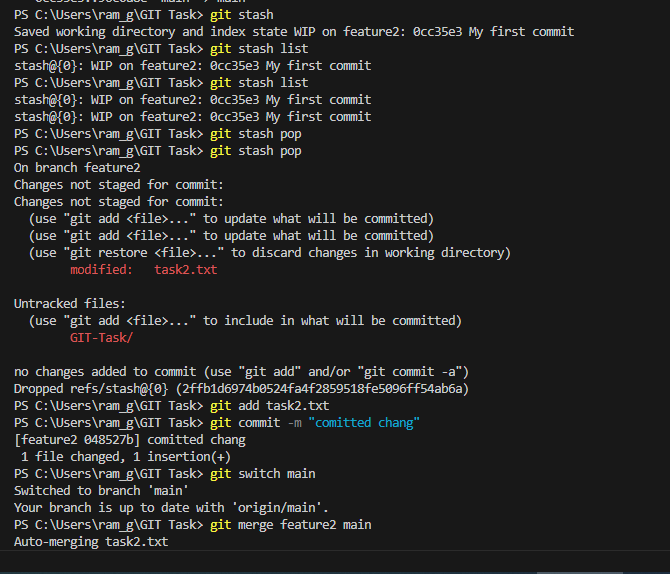 PS C:\Users\ram_g\GIT Task> git stash
Saved working directory and index state WIP on feature2: 0cc35e3 My first commit
PS C:\Users\ram_g\GIT Task> git stash list
stash@{0}: WIP on feature2: 0cc35e3 My first commit
PS C:\Users\ram_g\GIT Task> git stash list
stash@{0}: WIP on feature2: 0cc35e3 My first commit
stash@{0}: WIP on feature2: 0cc35e3 My first commit
PS C:\Users\ram_g\GIT Task> git stash pop
PS C:\Users\ram_g\GIT Task> git stash pop
On branch feature2
Changes not staged for commit:
Changes not staged for commit:
  (use "git add <file>..." to update what will be committed)
  (use "git add <file>..." to update what will be committed)
  (use "git restore <file>..." to discard changes in working directory)
        modified:   task2.txt

Untracked files:
  (use "git add <file>..." to include in what will be committed)
        GIT-Task/

no changes added to commit (use "git add" and/or "git commit -a")
Dropped refs/stash@{0} (2ffb1d6974b0524fa4f2859518fe5096ff54ab6a)
PS C:\Users\ram_g\GIT Task> git add task2.txt
PS C:\Users\ram_g\GIT Task> git commit -m "comitted chang"
[feature2 048527b] comitted chang
 1 file changed, 1 insertion(+)
PS C:\Users\ram_g\GIT Task> git switch main
Switched to branch 'main'
Your branch is up to date with 'origin/main'.
PS C:\Users\ram_g\GIT Task> git merge feature2 main
Auto-merging task2.txt